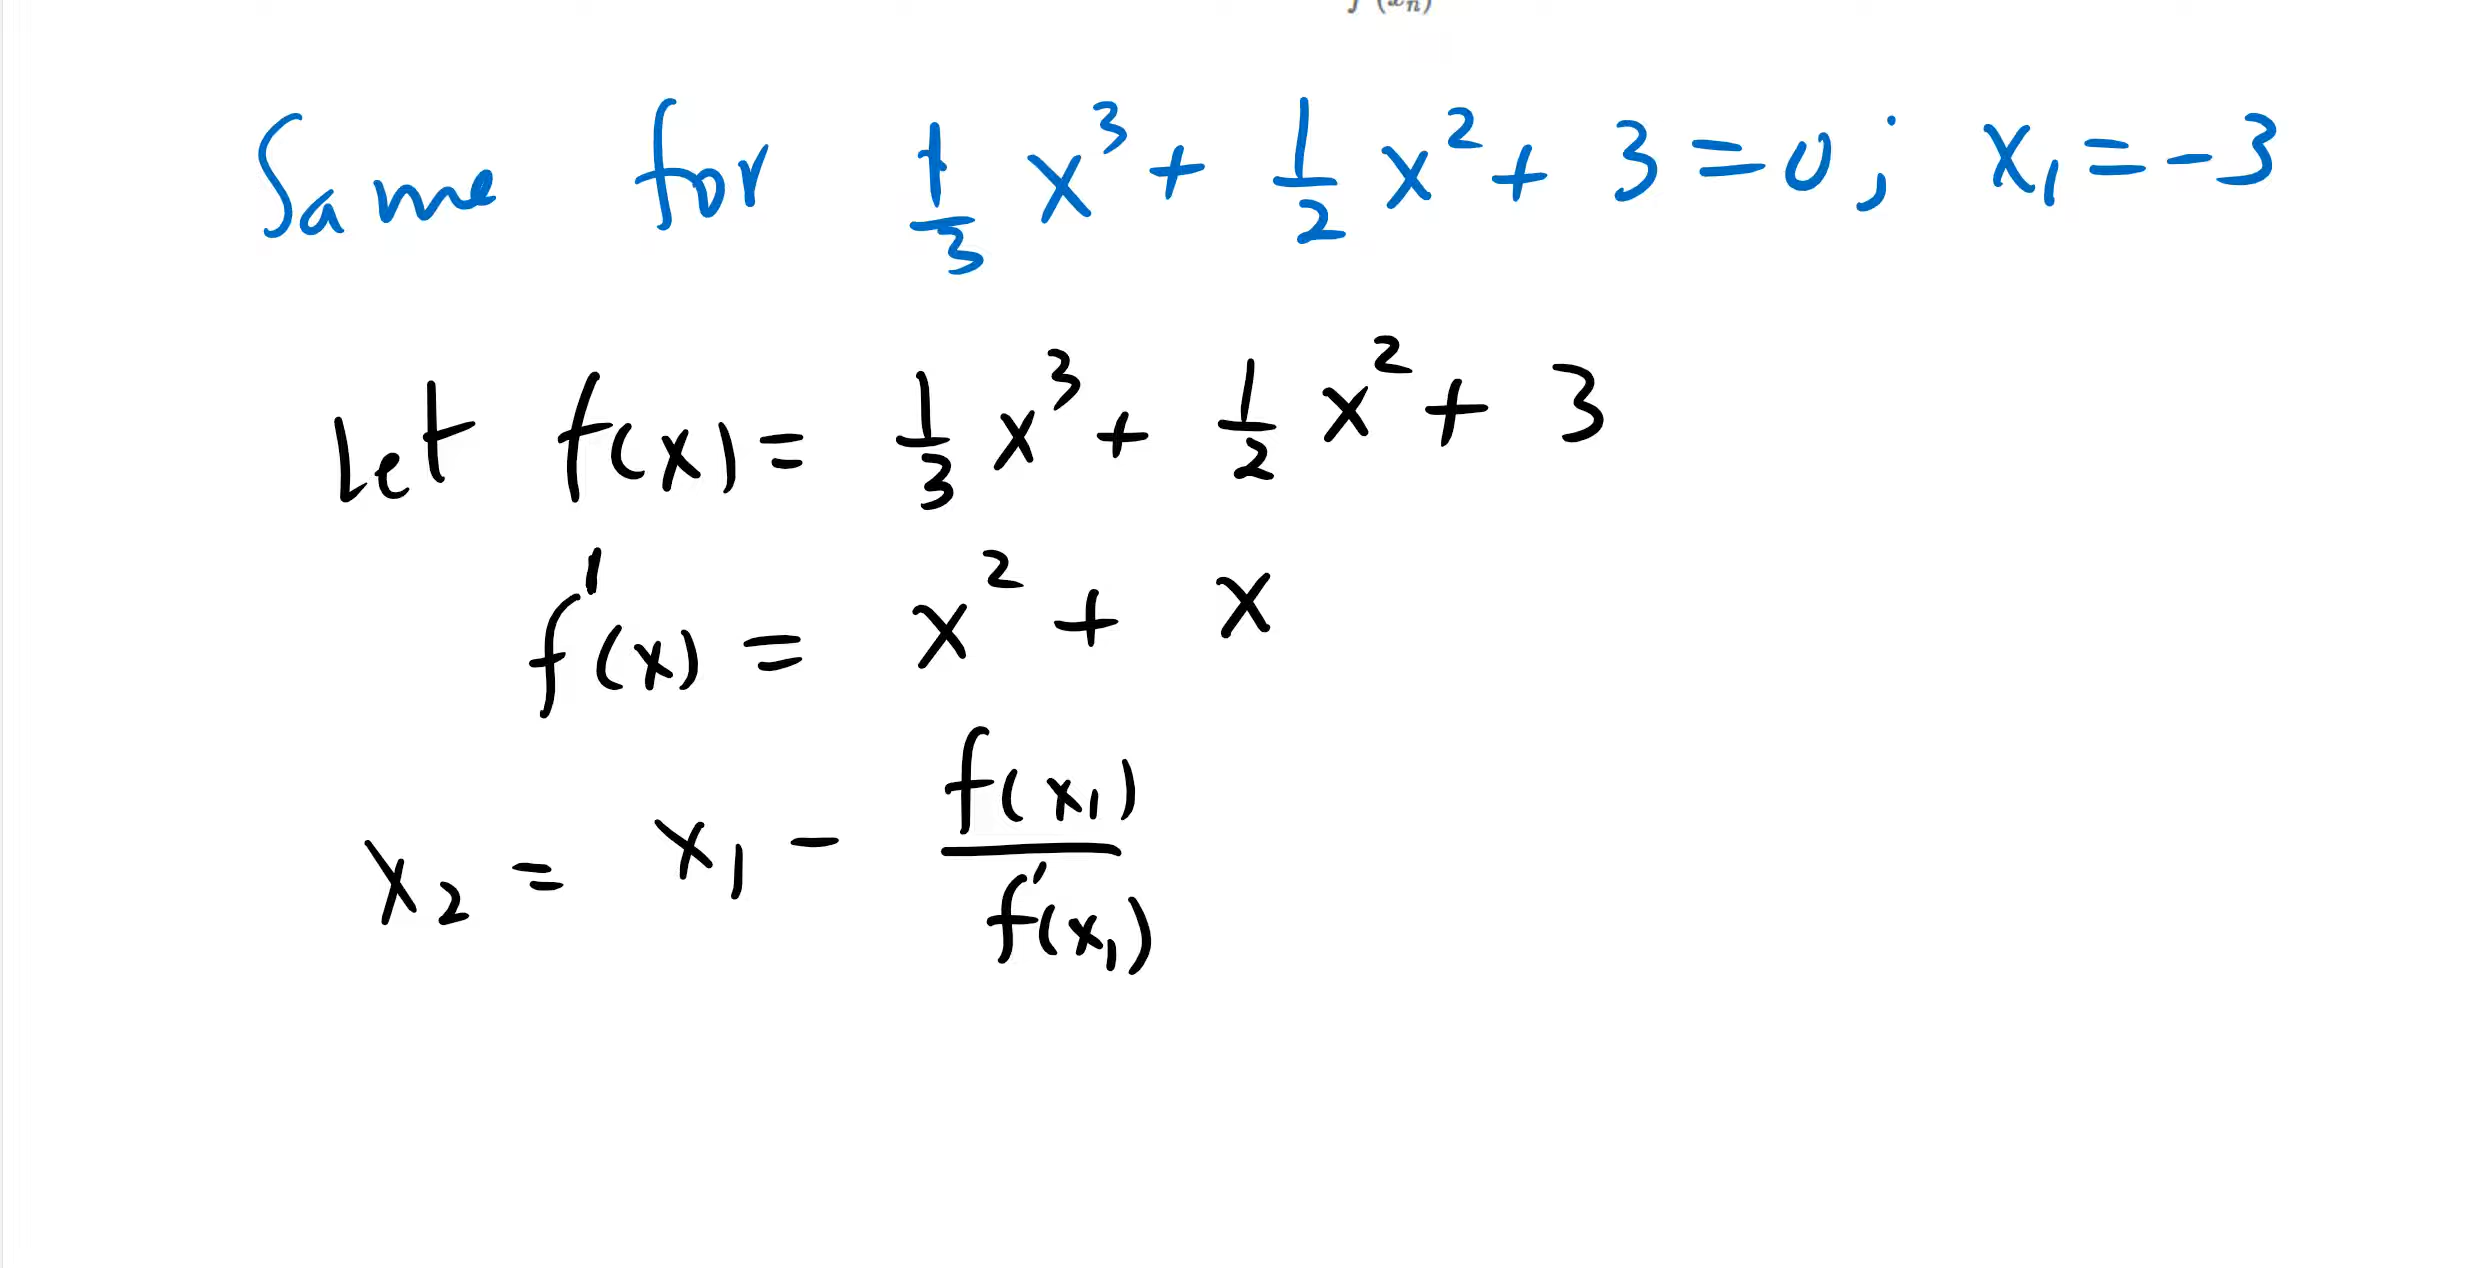 f′(xₙ)
Same for 1/3 x³ + 1/2 x² + 3 = 0; x₁ = -3
Let f(x) = 1/3 x³ + 1/2 x² + 3
f'(x) = x² + x
x₂ = x₁ - f(x₁)/f'(x₁)